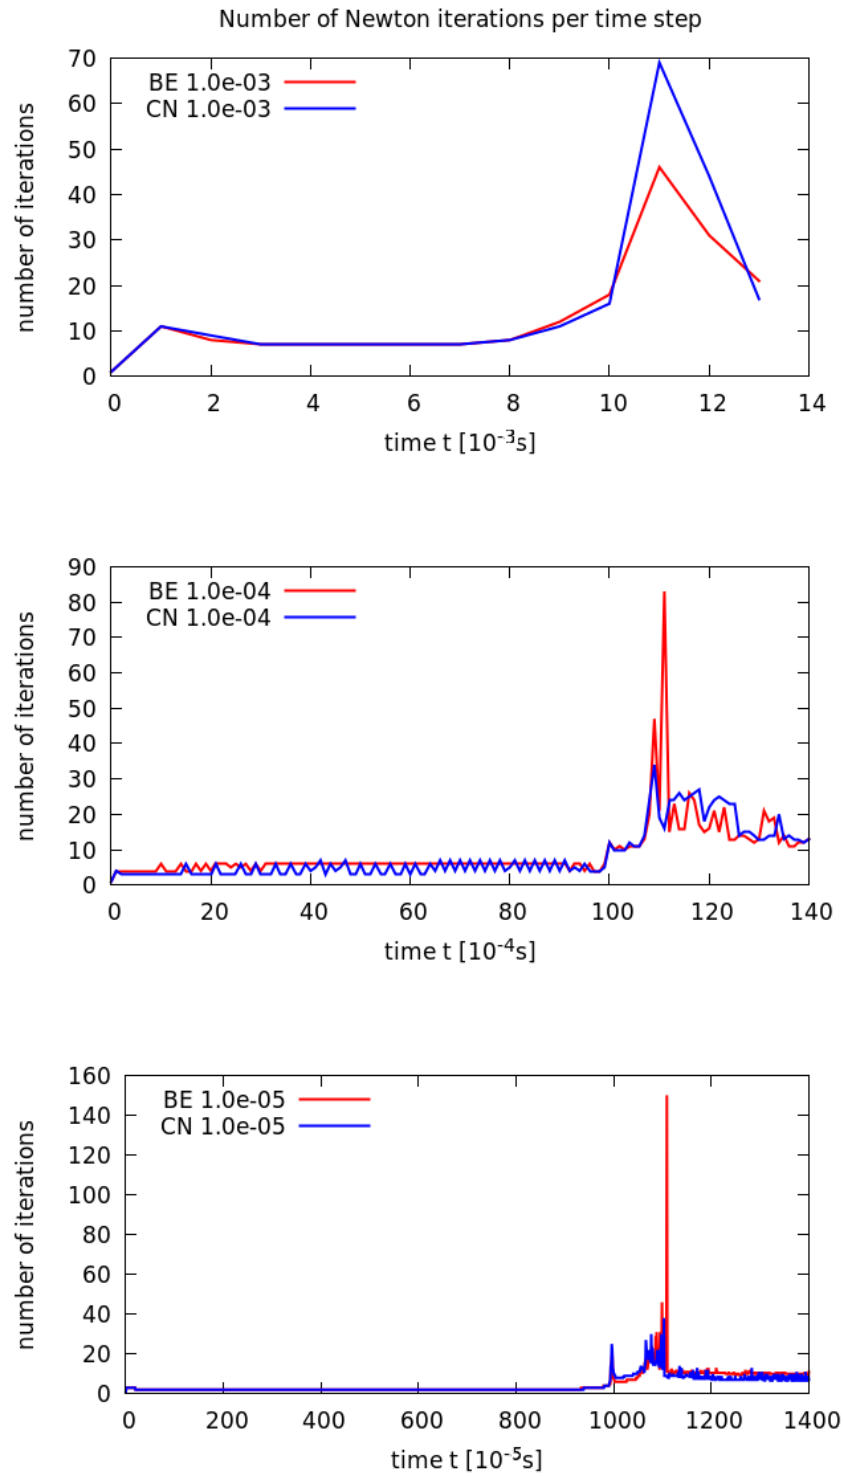 Number of Newton iterations per time step
number of iterations
70
60
50
40
30
20
10
0
BE 1.0e-03
CN 1.0e-03
0 2 4 6 8 10 12 14
time t [10-3s]
number of iterations
90
80
70
60
50
40
30
20
10
0
BE 1.0e-04
CN 1.0e-04
0 20 40 60 80 100 120 140
time t [10-4s]
number of iterations
160
140
120
100
80
60
40
20
0
BE 1.0e-05
CN 1.0e-05
0 200 400 600 800 1000 1200 1400
time t [10-5s]